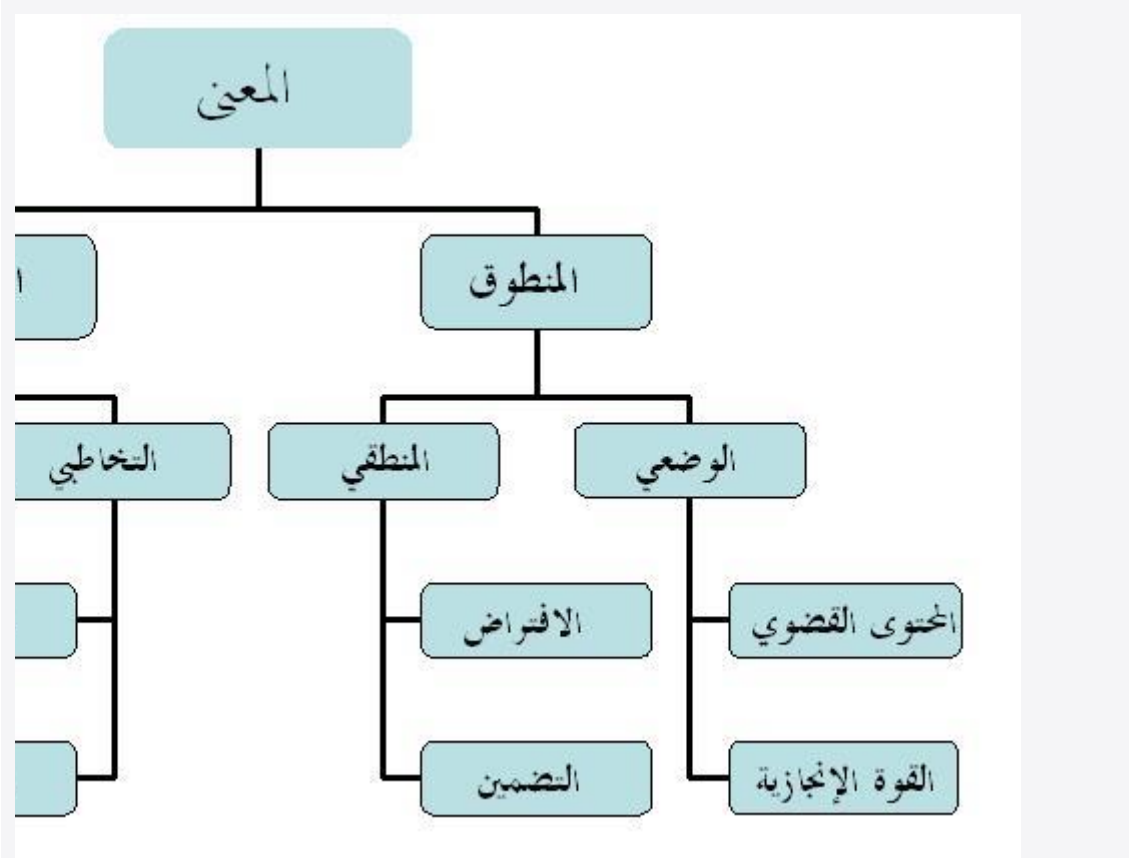 المعنى
المنطوق
الوضعي
المنطقي
التخاطبي
المحتوى القضوي
الافتراض
القوة الإنجازية
التضمين